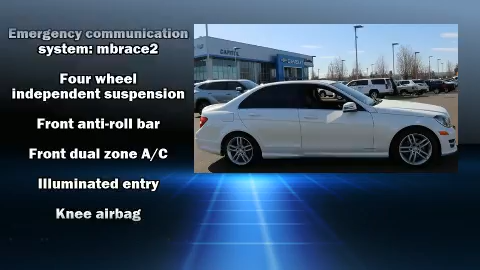 Emergency communication
system: mbrace2
Four wheel
independent suspension
Front anti-roll bar
Front dual zone A/C
Illuminated entry
Knee airbag
CAPITOL